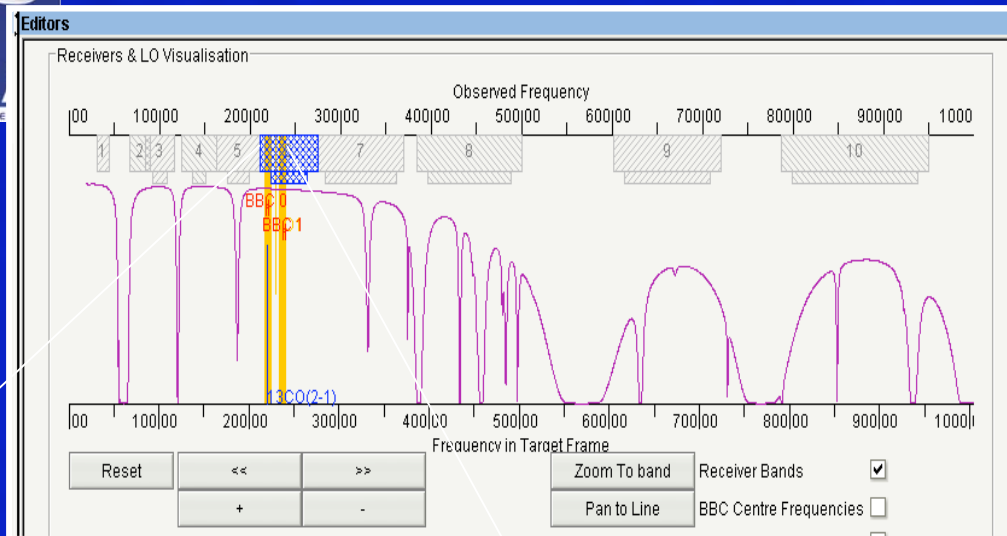 Editors
Receivers & LO Visualisation
Observed Frequency
|00 100|00 200|00 300|00 400|00 500|00 600|00 700|00 800|00 900|00 1000
1 2 3 4 5 7 8 9 10
BBC 0
BBC 1
13CO(2-1)
|00 100|00 200|00 300|00 400|00 500|00 600|00 700|00 800|00 900|00 1000|
Frequency in Target Frame
Reset << >> Zoom To band Receiver Bands
+ - Pan to Line BBC Centre Frequencies